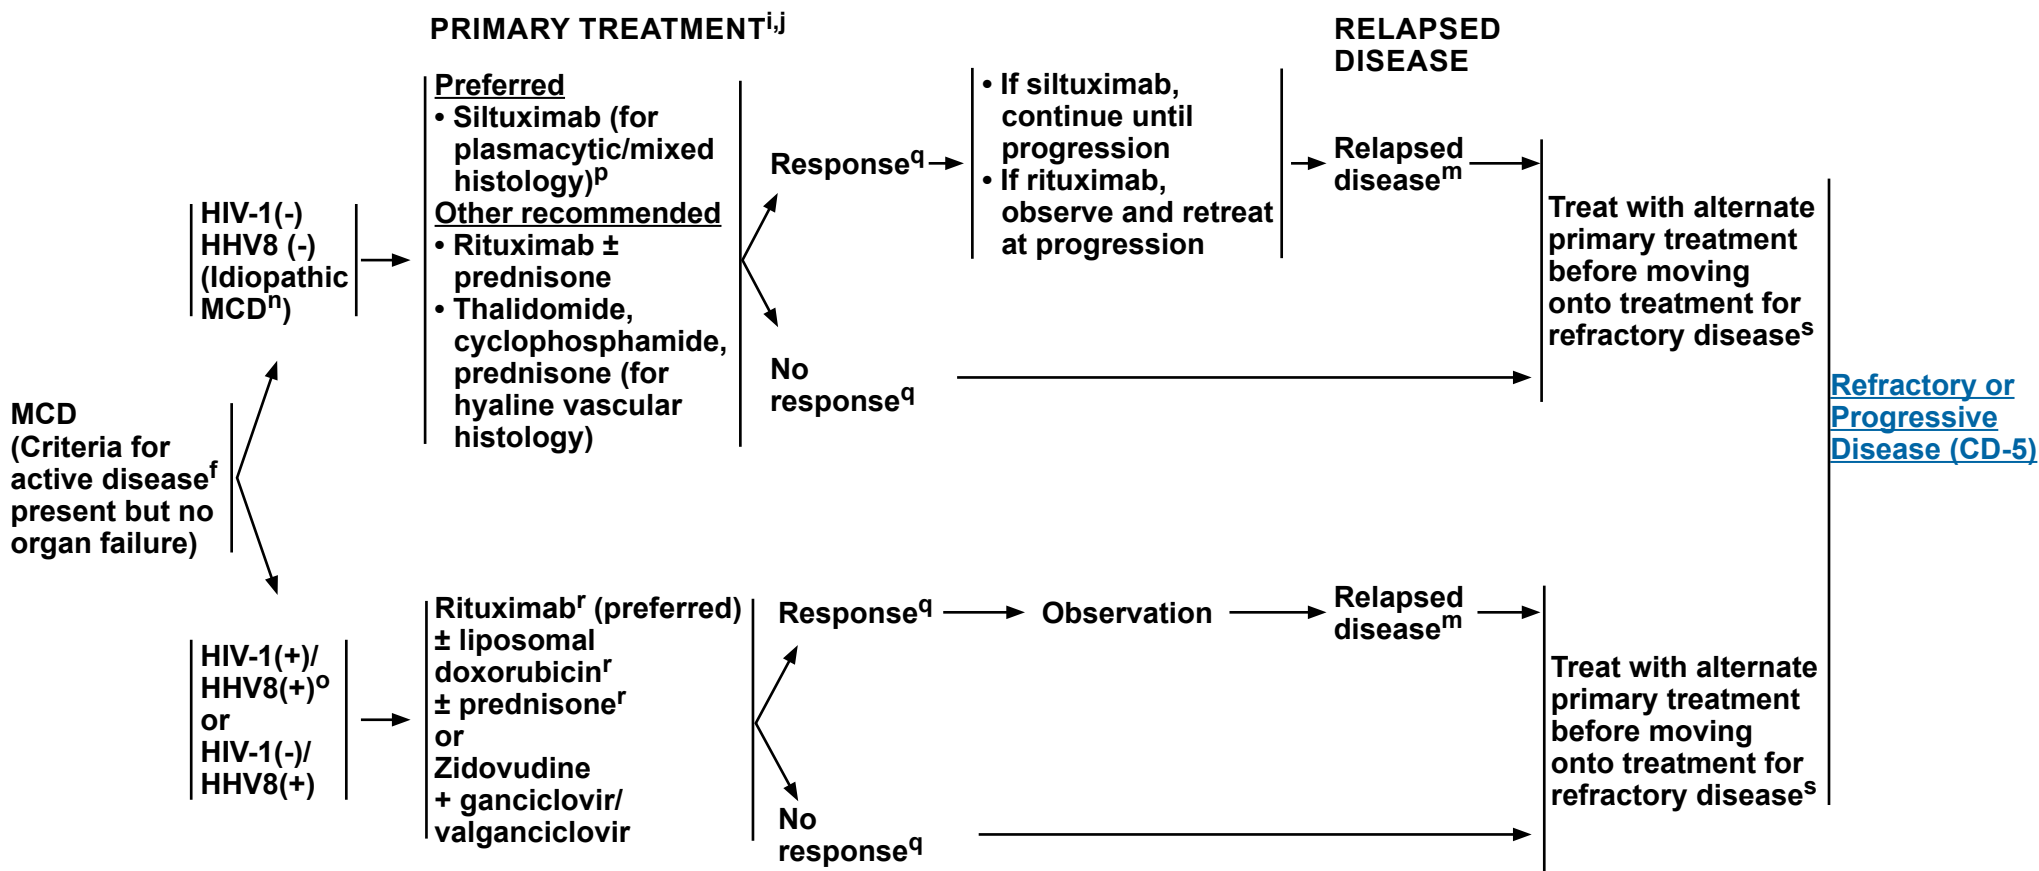 PRIMARY TREATMENTi,j
RELAPSED
DISEASE
MCD
(Criteria for
active diseasef
present but no
organ failure)
HIV-1(-)
HHV8 (-)
(Idiopathic
MCDn)
Preferred
• Siltuximab (for
plasmacytic/mixed
histology)p
Other recommended
• Rituximab ±
prednisone
• Thalidomide,
cyclophosphamide,
prednisone (for
hyaline vascular
histology)
Responseq
• If siltuximab,
continue until
progression
• If rituximab,
observe and retreat
at progression
Relapsed
diseasem
No
responseq
Treat with alternate
primary treatment
before moving
onto treatment for
refractory diseases
HIV-1(+)/
HHV8(+)o
or
HIV-1(-)/
HHV8(+)
Rituximabr (preferred)
± liposomal
doxorubicinr
± prednisoner
or
Zidovudine
+ ganciclovir/
valganciclovir
Responseq
Observation
Relapsed
diseasem
No
responseq
Treat with alternate
primary treatment
before moving
onto treatment for
refractory diseases
Refractory or
Progressive
Disease (CD-5)